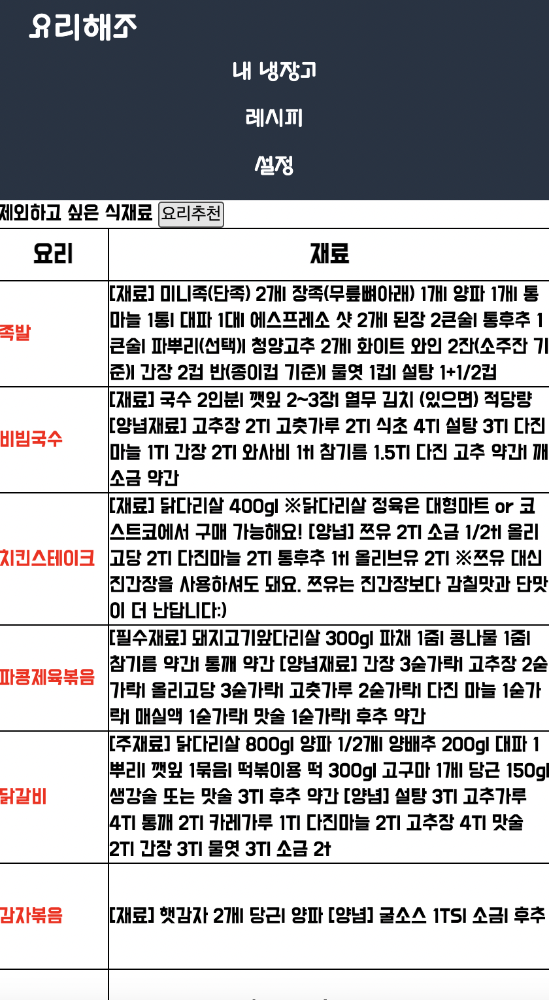 요리해조
내 냉장고
레시피
설정
제외하고 싶은 식재료 요리추천
요리 재료
족발
[재료] 미니족(단족) 2개| 장족(무릎뼈아래) 1개| 양파 1개| 통
마늘 1통| 대파 1대| 에스프레소 샷 2개| 된장 2큰술| 통후추 1
큰술| 파뿌리(선택)| 청양고추 2개| 화이트 와인 2잔(소주잔 기
준)| 간장 2컵 반(종이컵 기준)| 물엿 1컵| 설탕 1+1/2컵
비빔국수
[재료] 국수 2인분| 깻잎 2~3장| 열무 김치 (있으면) 적당량
[양념재료] 고추장 2T| 고춧가루 2T| 식초 4T| 설탕 3T| 다진
마늘 1T| 간장 2T| 와사비 1t| 참기름 1.5T| 다진 고추 약간| 깨
소금 약간
치킨스테이크
[재료] 닭다리살 400g| ※닭다리살 정육은 대형마트 or 코
스트코에서 구매 가능해요! [양념] 쯔유 2T| 소금 1/2t| 올리
고당 2T| 다진마늘 2T| 통후추 1t| 올리브유 2T| ※쯔유 대신
진간장을 사용하셔도 돼요. 쯔유는 진간장보다 감칠맛과 단맛
이 더 난답니다:)
파콩제육볶음
[필수재료] 돼지고기앞다리살 300g| 파채 1줌| 콩나물 1줌|
참기름 약간| 통깨 약간 [양념재료] 간장 3숟가락| 고추장 2숟
가락| 올리고당 3숟가락| 고춧가루 2숟가락| 다진 마늘 1숟가
락| 매실액 1숟가락| 맛술 1숟가락| 후추 약간
닭갈비
[주재료] 닭다리살 800g| 양파 1/2개| 양배추 200g| 대파 1
뿌리| 깻잎 1묶음| 떡볶이용 떡 300g| 고구마 1개| 당근 150g|
생강술 또는 맛술 3T| 후추 약간 [양념] 설탕 3T| 고추가루
4T| 통깨 2T| 카레가루 1T| 다진마늘 2T| 고추장 4T| 맛술
2T| 간장 3T| 물엿 3T| 소금 2t
감자볶음
[재료] 햇감자 2개| 당근| 양파 [양념] 굴소스 1TS| 소금| 후추